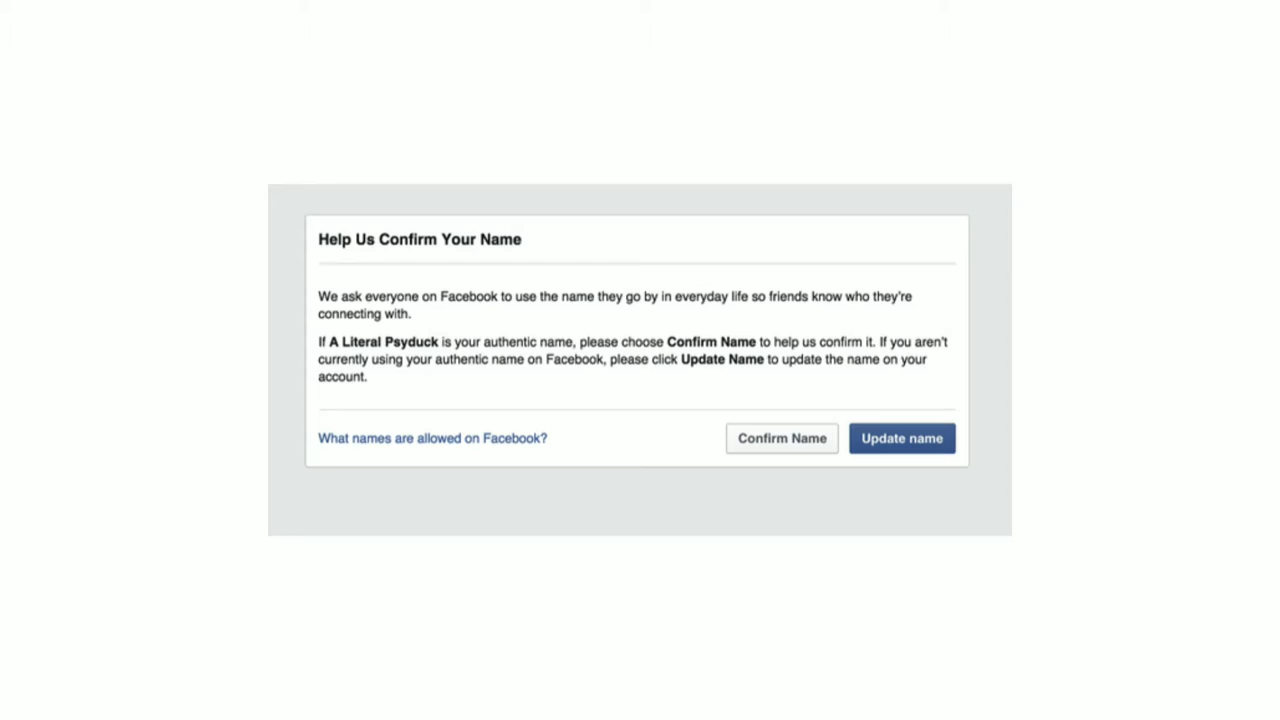 Help Us Confirm Your Name
We ask everyone on Facebook to use the name they go by in everyday life so friends know who they're
connecting with.
If A Literal Psyduck is your authentic name, please choose Confirm Name to help us confirm it. If you aren't
currently using your authentic name on Facebook, please click Update Name to update the name on your
account.
What names are allowed on Facebook? Confirm Name Update name